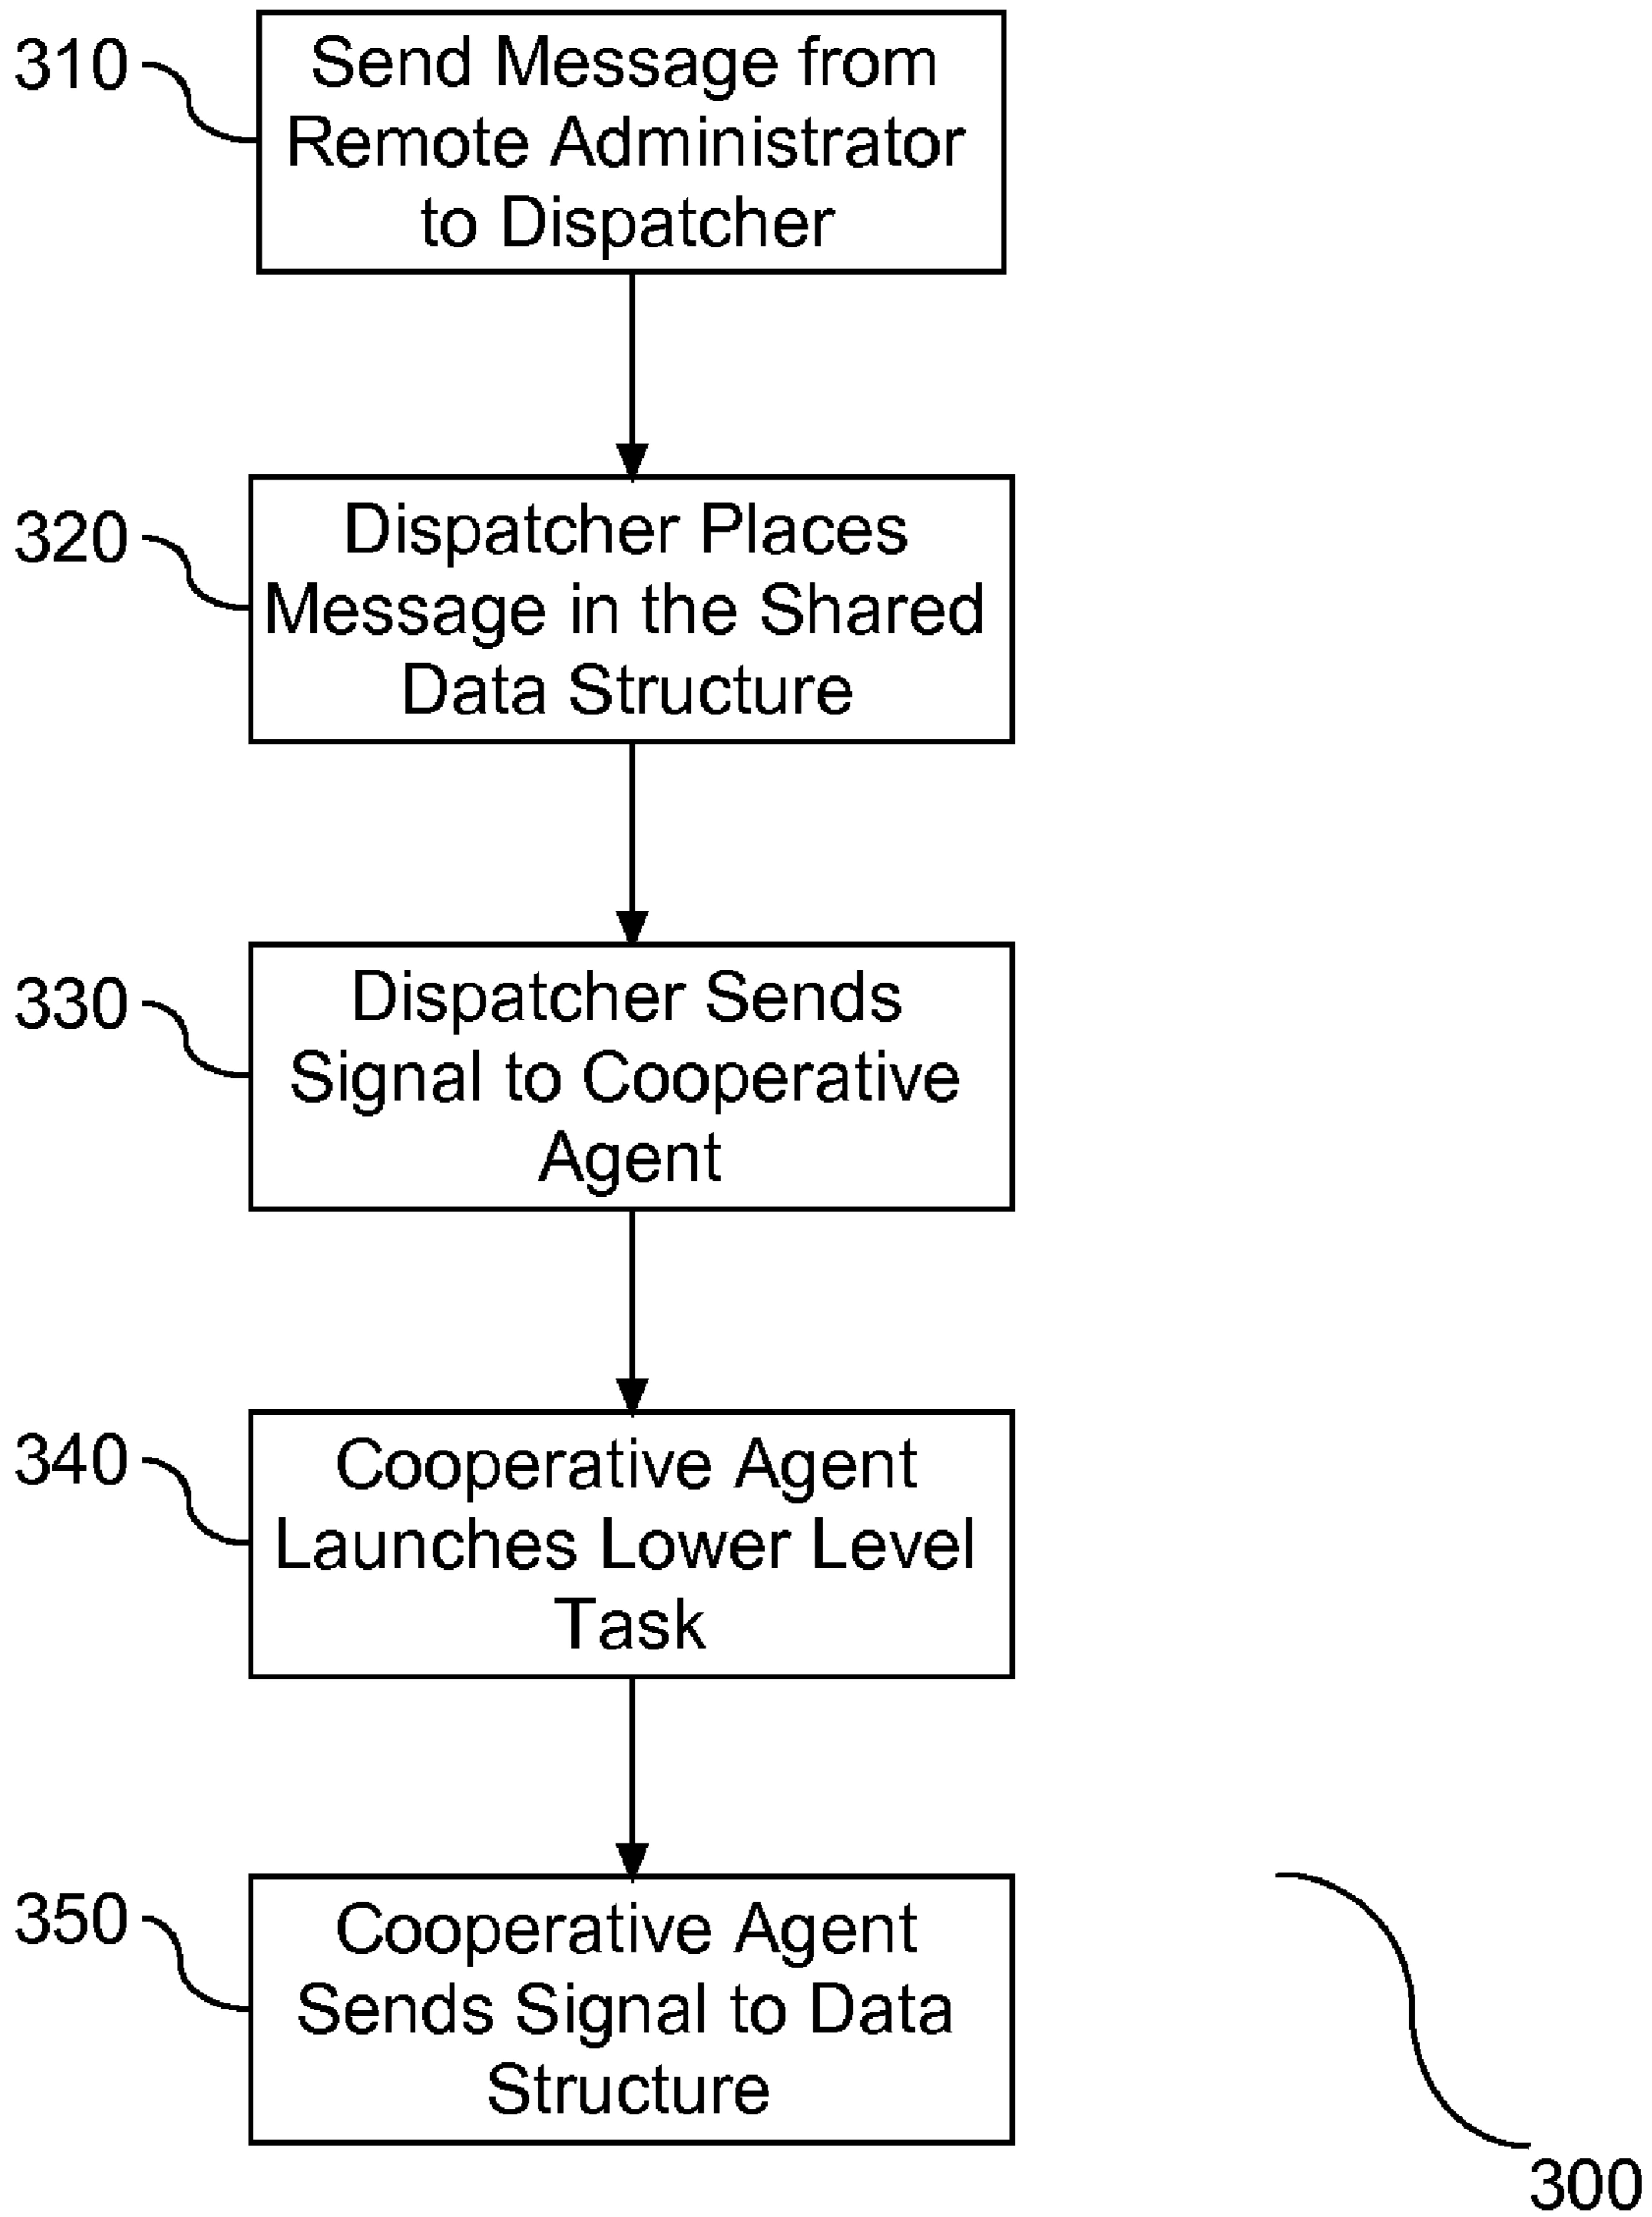 310
Send Message from
Remote Administrator
to Dispatcher
320
Dispatcher Places
Message in the Shared
Data Structure
330
Dispatcher Sends
Signal to Cooperative
Agent
340
Cooperative Agent
Launches Lower Level
Task
350
Cooperative Agent
Sends Signal to Data
Structure
300